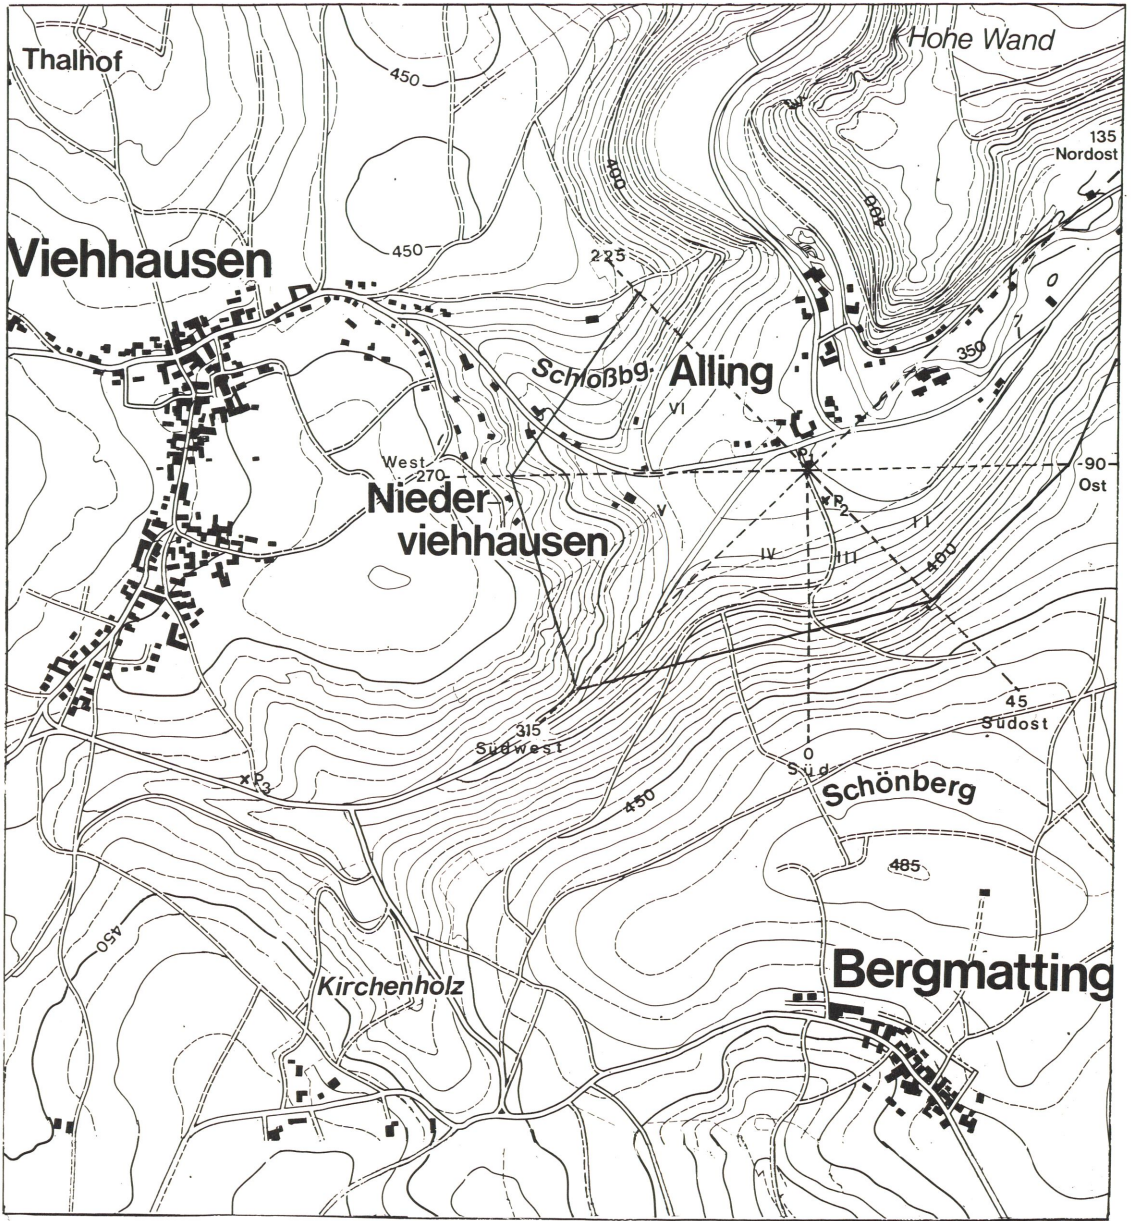 Hohe Wand
Thalhof
450
135
Nordost
400
400
Viehhausen
450
225
350
Schloßbg.
Alling
VI
West
270
P1
-90
Ost
Nieder-
viehhausen
V
P2
II
IV
III
400
45
Südost
315
Südwest
0
Süd
P3
Schönberg
450
485
450
Bergmatting
Kirchenholz